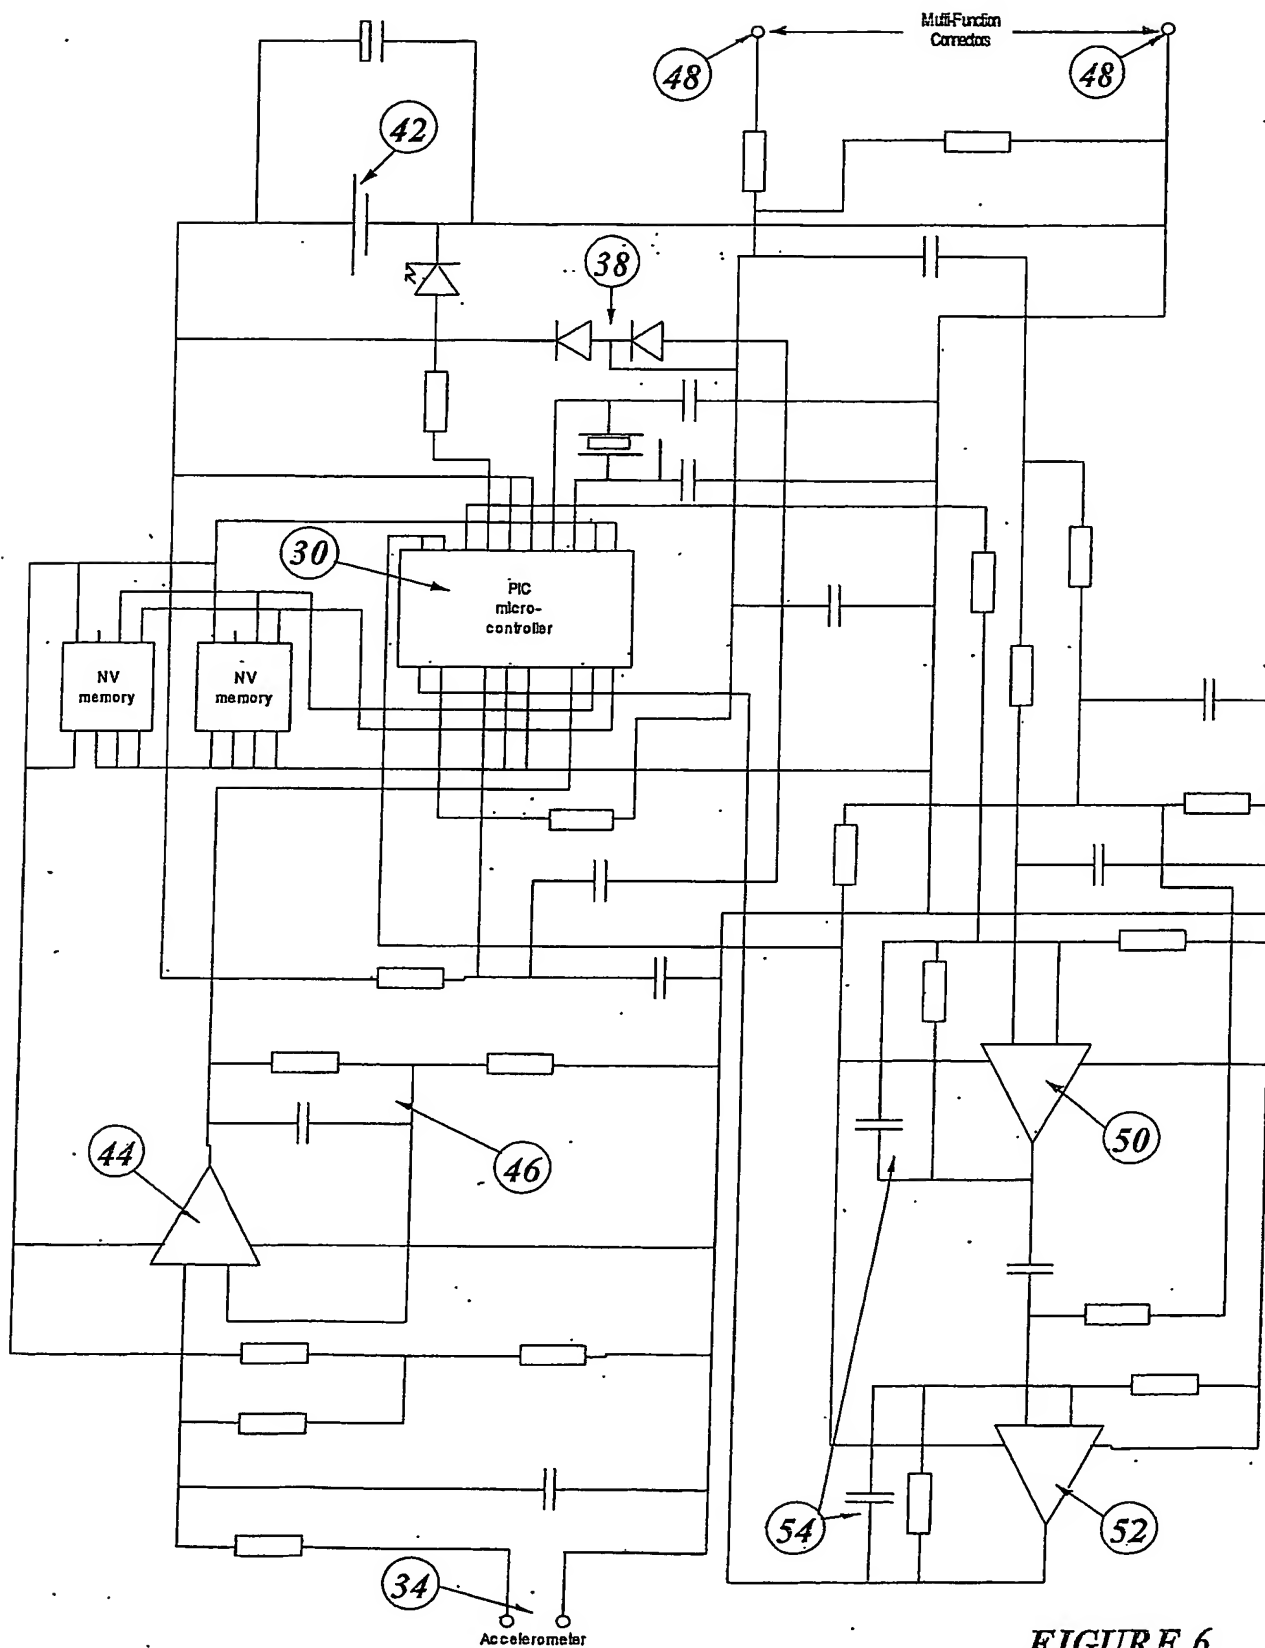 Multi-Function
Connectors
48
48
42
38
30
PIC
micro-
controller
NV
memory
NV
memory
44
46
50
54
52
34
Accelerometer
FIGURE 6